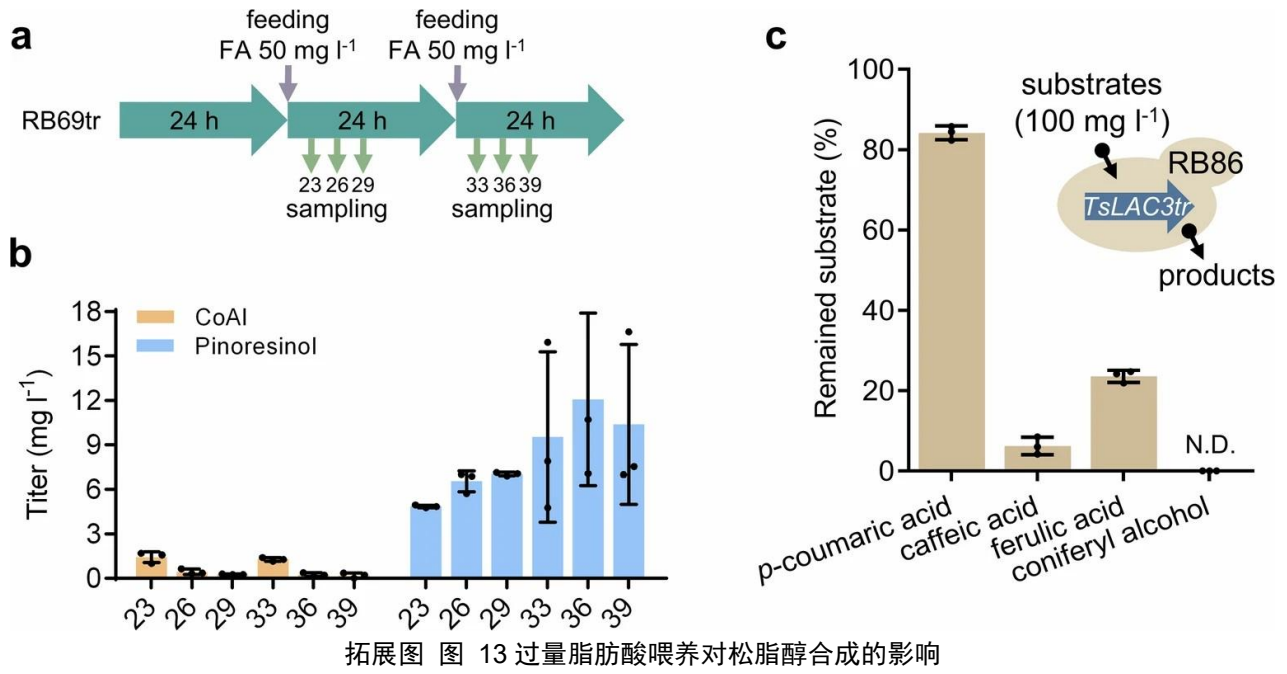 a
feeding
FA 50 mg l⁻¹
feeding
FA 50 mg l⁻¹
RB69tr
24 h
24 h
24 h
23 26 29
sampling
33 36 39
sampling
b
CoAl
Pinoresinol
Titer (mg l⁻¹)
18
15
12
9
6
3
0
23 26 29 33 36 39
23 26 29 33 36 39
c
Remained substrate (%)
100
80
60
40
20
0
substrates
(100 mg l⁻¹)
RB86
TsLAC3tr
products
N.D.
p-coumaric acid
caffeic acid
ferulic acid
coniferyl alcohol
拓展图 图 13 过量脂肪酸喂养对松脂醇合成的影响